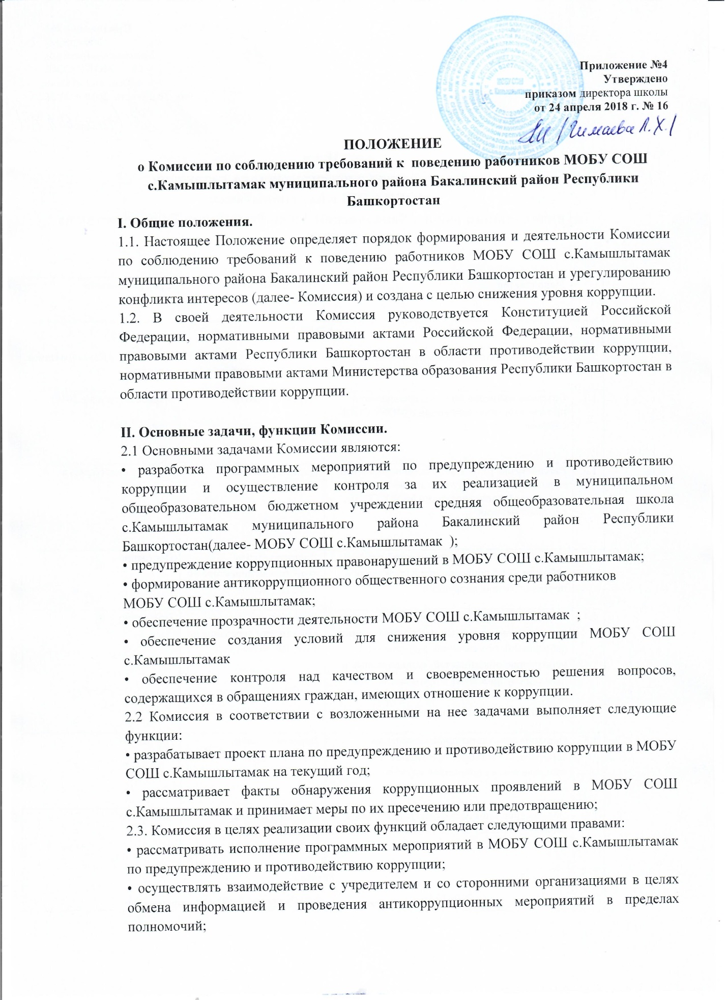 Приложение №4
Утверждено
приказом директора школы
от 24 апреля 2018 г. № 16
/Гимаева Л.Х./
ПОЛОЖЕНИЕ
о Комиссии по соблюдению требований к поведению работников МОБУ СОШ
с.Камышлытамак муниципального района Бакалинский район Республики
Башкортостан
I. Общие положения.
1.1. Настоящее Положение определяет порядок формирования и деятельности Комиссии
по соблюдению требований к поведению работников МОБУ СОШ с.Камышлытамак
муниципального района Бакалинский район Республики Башкортостан и урегулированию
конфликта интересов (далее- Комиссия) и создана с целью снижения уровня коррупции.
1.2. В своей деятельности Комиссия руководствуется Конституцией Российской
Федерации, нормативными правовыми актами Российской Федерации, нормативными
правовыми актами Республики Башкортостан в области противодействии коррупции,
нормативными правовыми актами Министерства образования Республики Башкортостан в
области противодействии коррупции.
II. Основные задачи, функции Комиссии.
2.1 Основными задачами Комиссии являются:
• разработка программных мероприятий по предупреждению и противодействию
коррупции и осуществление контроля за их реализацией в муниципальном
общеобразовательном бюджетном учреждении средняя общеобразовательная школа
с.Камышлытамак муниципального района Бакалинский район Республики
Башкортостан(далее- МОБУ СОШ с.Камышлытамак );
• предупреждение коррупционных правонарушений в МОБУ СОШ с.Камышлытамак;
• формирование антикоррупционного общественного сознания среди работников
МОБУ СОШ с.Камышлытамак;
• обеспечение прозрачности деятельности МОБУ СОШ с.Камышлытамак ;
• обеспечение создания условий для снижения уровня коррупции МОБУ СОШ
с.Камышлытамак
• обеспечение контроля над качеством и своевременностью решения вопросов,
содержащихся в обращениях граждан, имеющих отношение к коррупции.
2.2 Комиссия в соответствии с возложенными на нее задачами выполняет следующие
функции:
• разрабатывает проект плана по предупреждению и противодействию коррупции в МОБУ
СОШ с.Камышлытамак на текущий год;
• рассматривает факты обнаружения коррупционных проявлений в МОБУ СОШ
с.Камышлытамак и принимает меры по их пресечению или предотвращению;
2.3. Комиссия в целях реализации своих функций обладает следующими правами:
• рассматривать исполнение программных мероприятий в МОБУ СОШ с.Камышлытамак
по предупреждению и противодействию коррупции;
• осуществлять взаимодействие с учредителем и со сторонними организациями в целях
обмена информацией и проведения антикоррупционных мероприятий в пределах
полномочий;